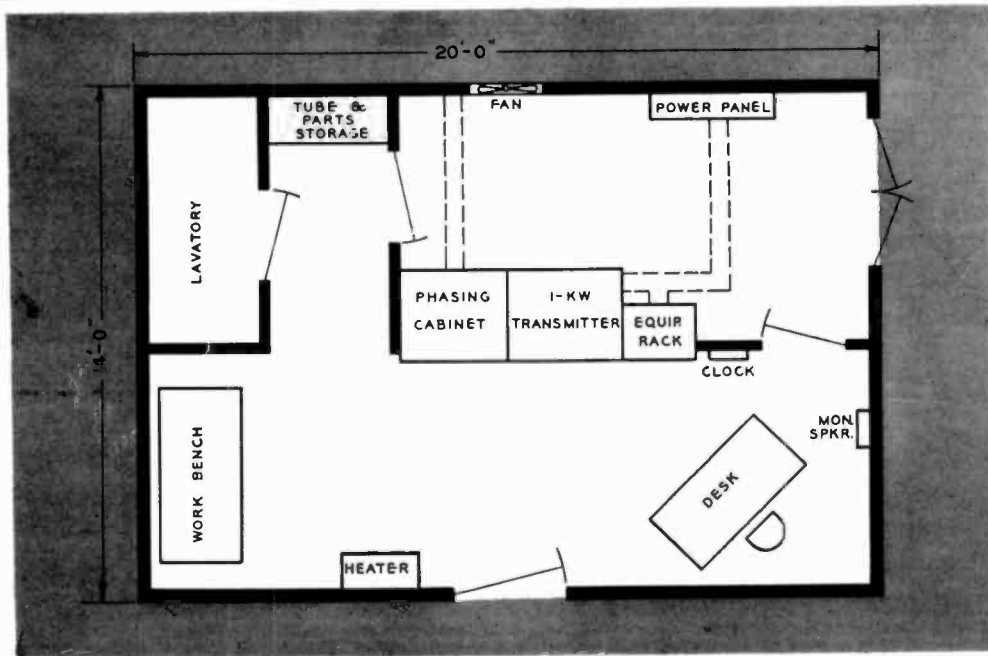 20'-0"
FAN
POWER PANEL
TUBE &
PARTS
STORAGE
LAVATORY
PHASING
CABINET
1-KW
TRANSMITTER
EQUIP.
RACK
CLOCK
14'-0"
MON.
SPKR.
WORK BENCH
DESK
HEATER